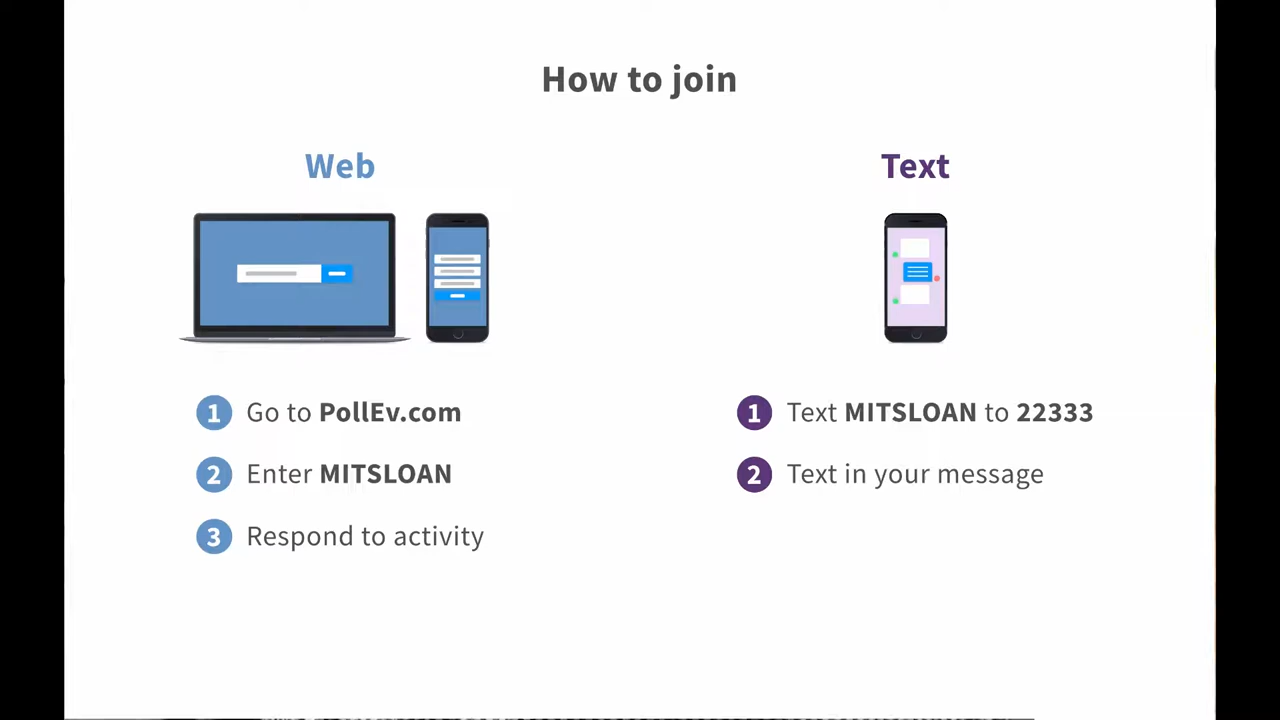 How to join
Web
1 Go to PollEv.com
2 Enter MITSLOAN
3 Respond to activity
Text
1 Text MITSLOAN to 22333
2 Text in your message